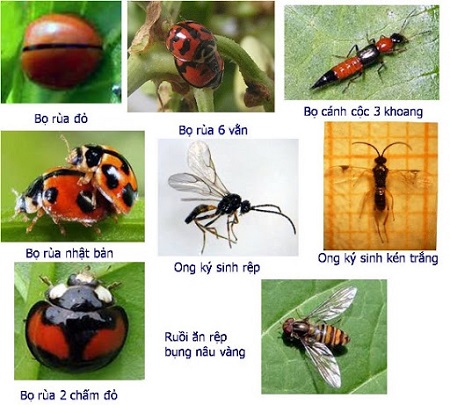 Bọ rùa đỏ
Bọ rùa 6 vằn
Bọ cánh cộc 3 khoang
Bọ rùa nhật bản
Ong ký sinh rệp
Ong ký sinh kén trắng
Bọ rùa 2 chấm đỏ
Ruồi ăn rệp
bụng nâu vàng